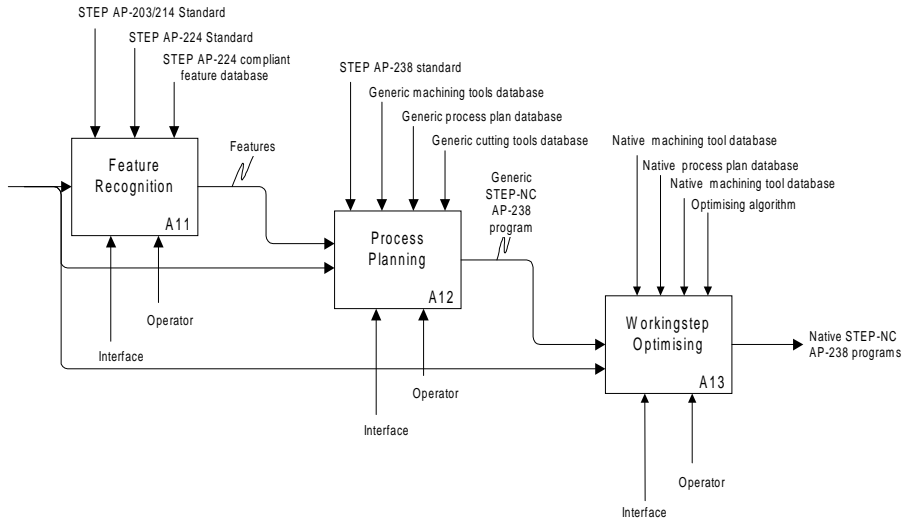 STEP AP-203/214 Standard
STEP AP-224 Standard
STEP AP-224 compliant
feature database
Feature
Recognition
A11
Features
Interface
Operator
STEP AP-238 standard
Generic machining tools database
Generic process plan database
Generic cutting tools database
Process
Planning
A12
Generic
STEP-NC
AP-238
program
Interface
Operator
Native machining tool database
Native process plan database
Native machining tool database
Optimising algorithm
Workingstep
Optimising
A13
Native STEP-NC
AP-238 programs
Interface
Operator